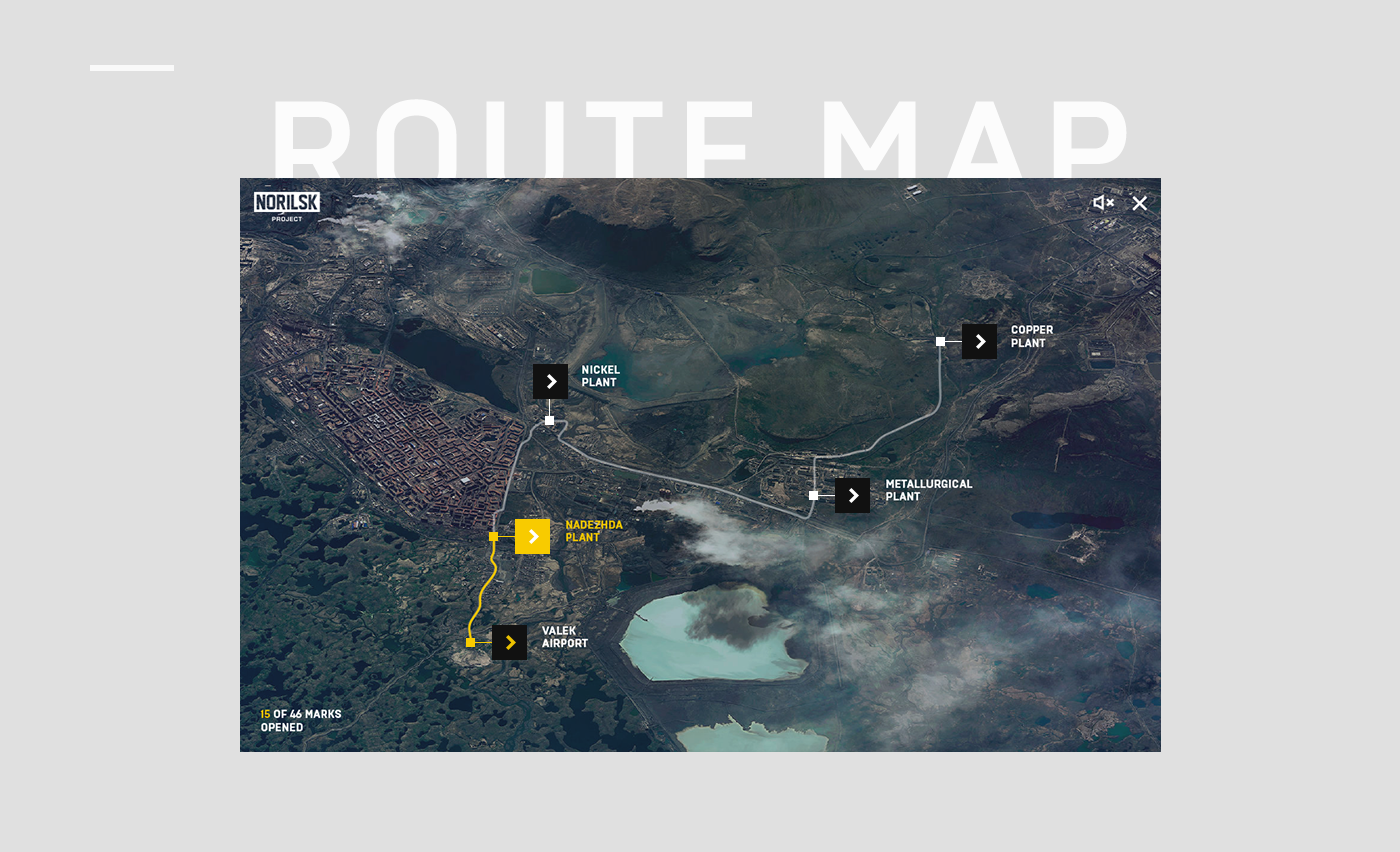 ROUTE MAP
NORILSK
PROJECT
COPPER
PLANT
NICKEL
PLANT
METALLURGICAL
PLANT
NADEZHDA
PLANT
VALEK
AIRPORT
15 OF 46 MARKS
OPENED